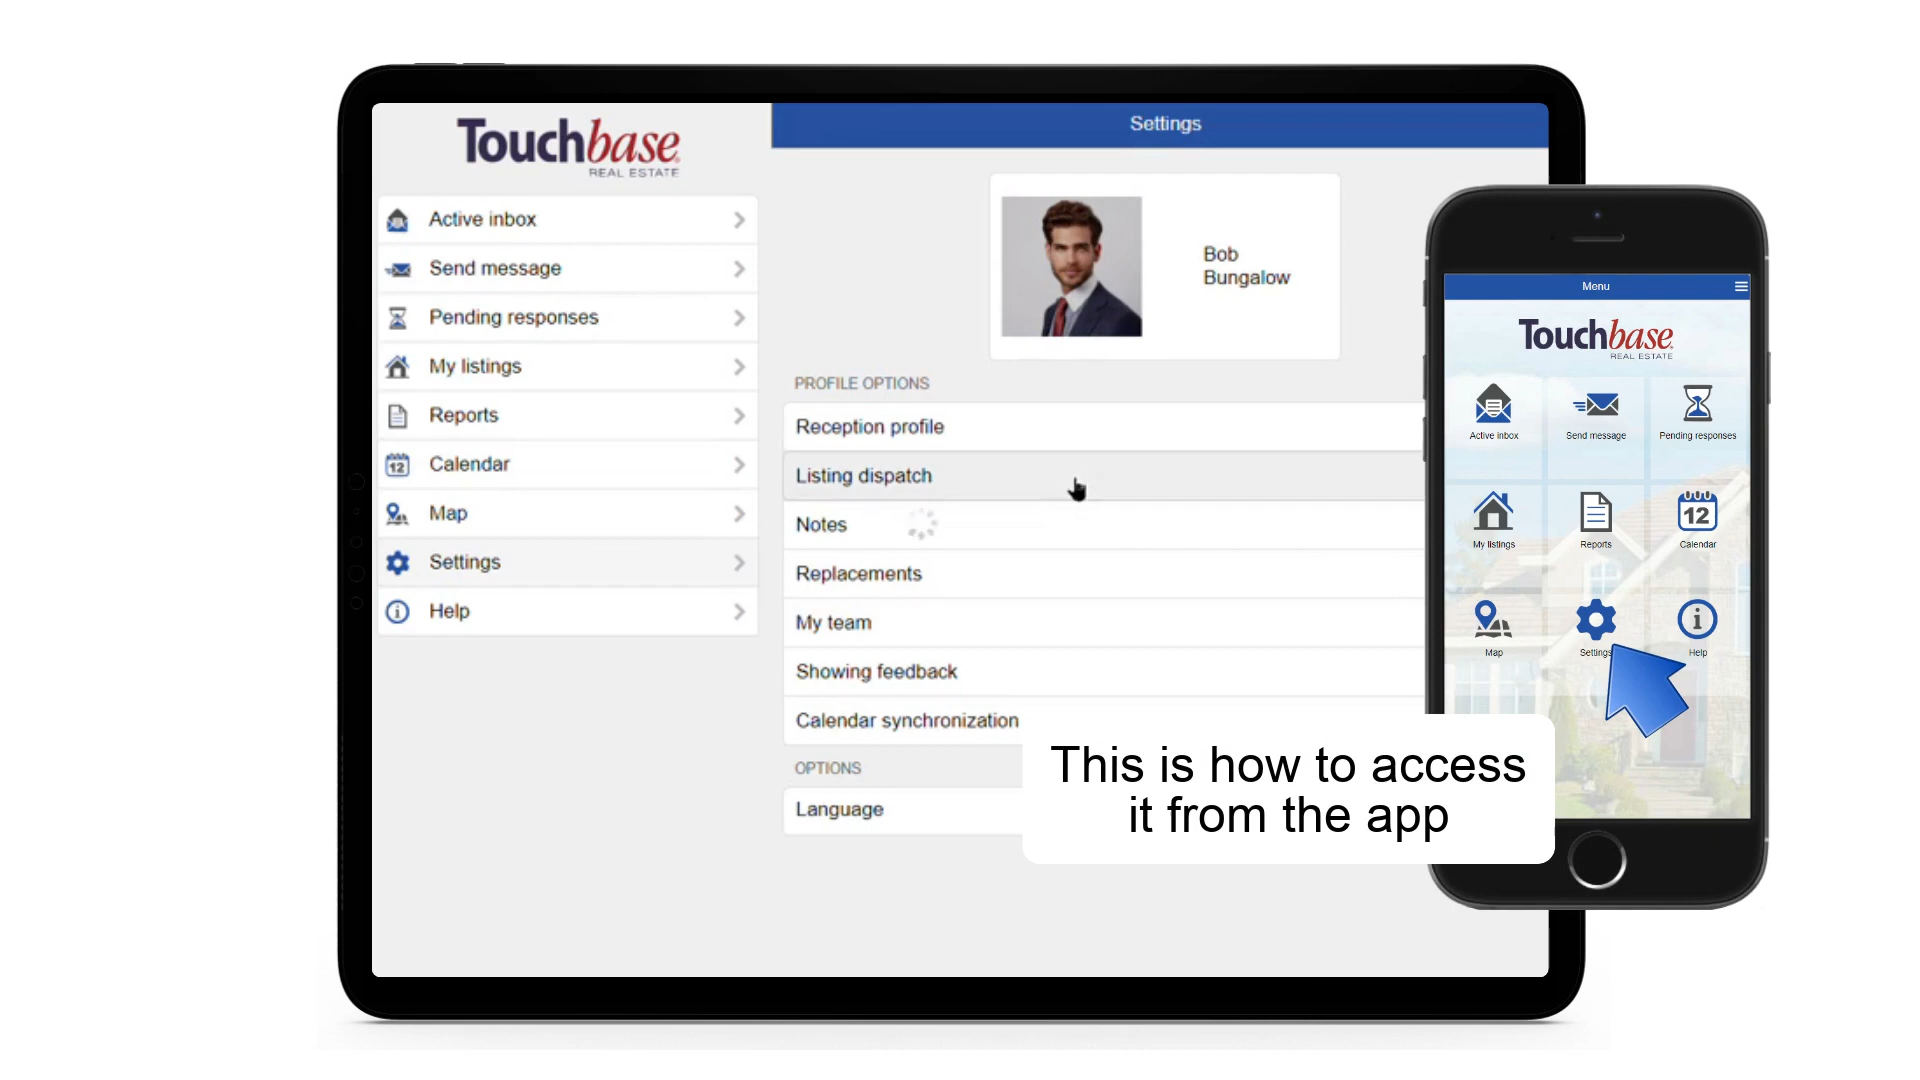 Touchbase
REAL ESTATE
Active inbox
Send message
Pending responses
My listings
Reports
12
Calendar
Map
Settings
Help
Settings
Bob
Bungalow
PROFILE OPTIONS
Reception profile
Listing dispatch
Notes
Replacements
My team
Showing feedback
Calendar synchronization
OPTIONS
Language
Menu
Touchbase
REAL ESTATE
Active inbox
Send message
Pending responses
12
My listings
Reports
Calendar
Map
Settings
Help
This is how to access
it from the app